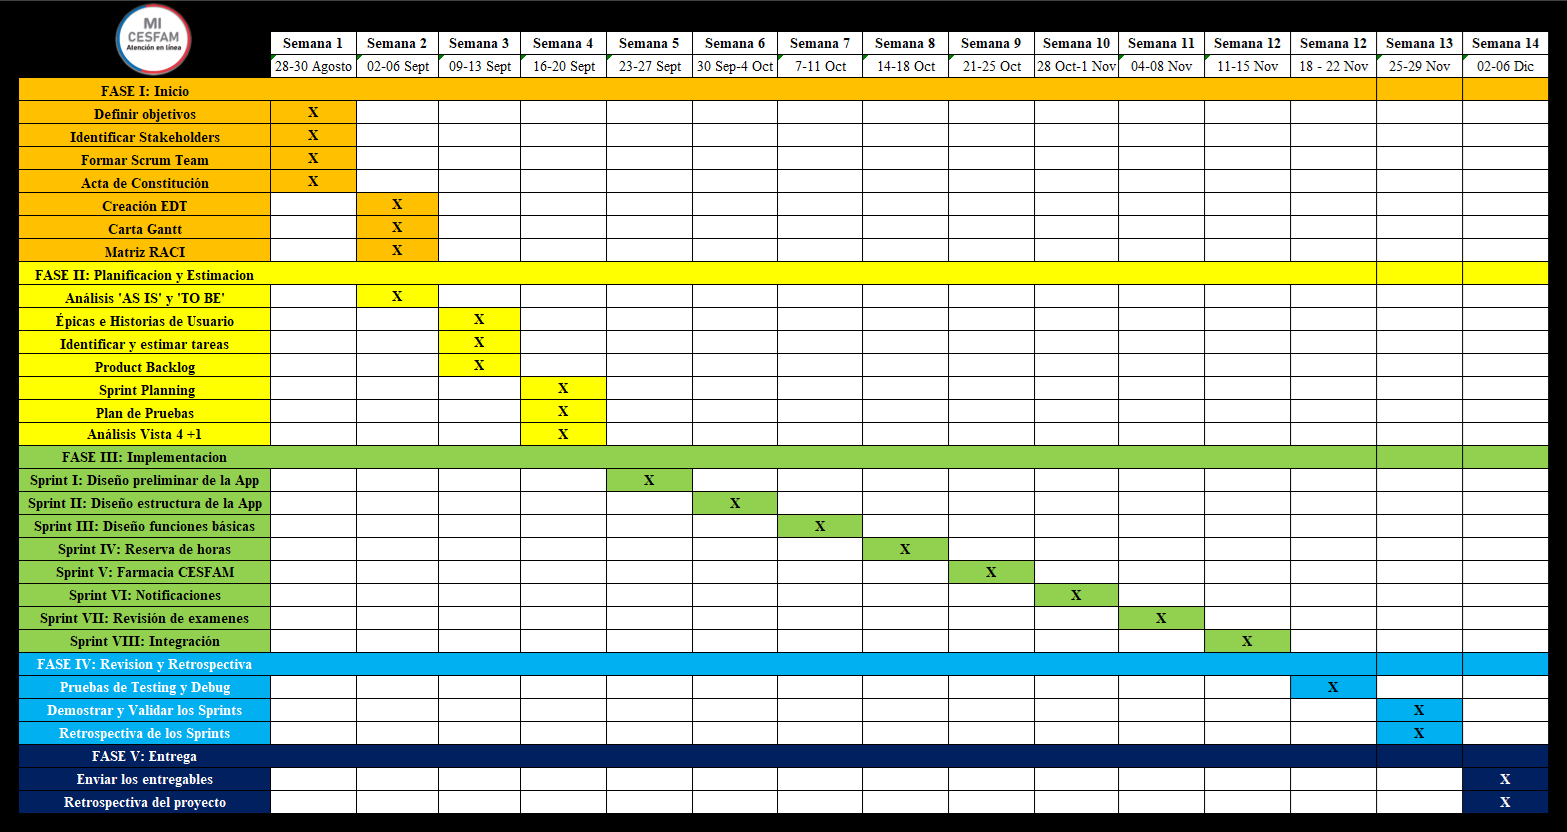 MI
CESFAM
Atención en línea
Semana 1 Semana 2 Semana 3 Semana 4 Semana 5 Semana 6 Semana 7 Semana 8 Semana 9 Semana 10 Semana 11 Semana 12 Semana 12 Semana 13 Semana 14
28-30 Agosto 02-06 Sept 09-13 Sept 16-20 Sept 23-27 Sept 30 Sep-4 Oct 7-11 Oct 14-18 Oct 21-25 Oct 28 Oct-1 Nov 04-08 Nov 11-15 Nov 18 - 22 Nov 25-29 Nov 02-06 Dic
FASE I: Inicio
Definir objetivos X
Identificar Stakeholders X
Formar Scrum Team X
Acta de Constitución X
Creación EDT X
Carta Gantt X
Matriz RACI X
FASE II: Planificacion y Estimacion
Análisis 'AS IS' y 'TO BE' X
Épicas e Historias de Usuario X
Identificar y estimar tareas X
Product Backlog X
Sprint Planning X
Plan de Pruebas X
Análisis Vista 4 +1 X
FASE III: Implementacion
Sprint I: Diseño preliminar de la App X
Sprint II: Diseño estructura de la App X
Sprint III: Diseño funciones básicas X
Sprint IV: Reserva de horas X
Sprint V: Farmacia CESFAM X
Sprint VI: Notificaciones X
Sprint VII: Revisión de examenes X
Sprint VIII: Integración X
FASE IV: Revision y Retrospectiva
Pruebas de Testing y Debug X
Demostrar y Validar los Sprints X
Retrospectiva de los Sprints X
FASE V: Entrega
Enviar los entregables X
Retrospectiva del proyecto X